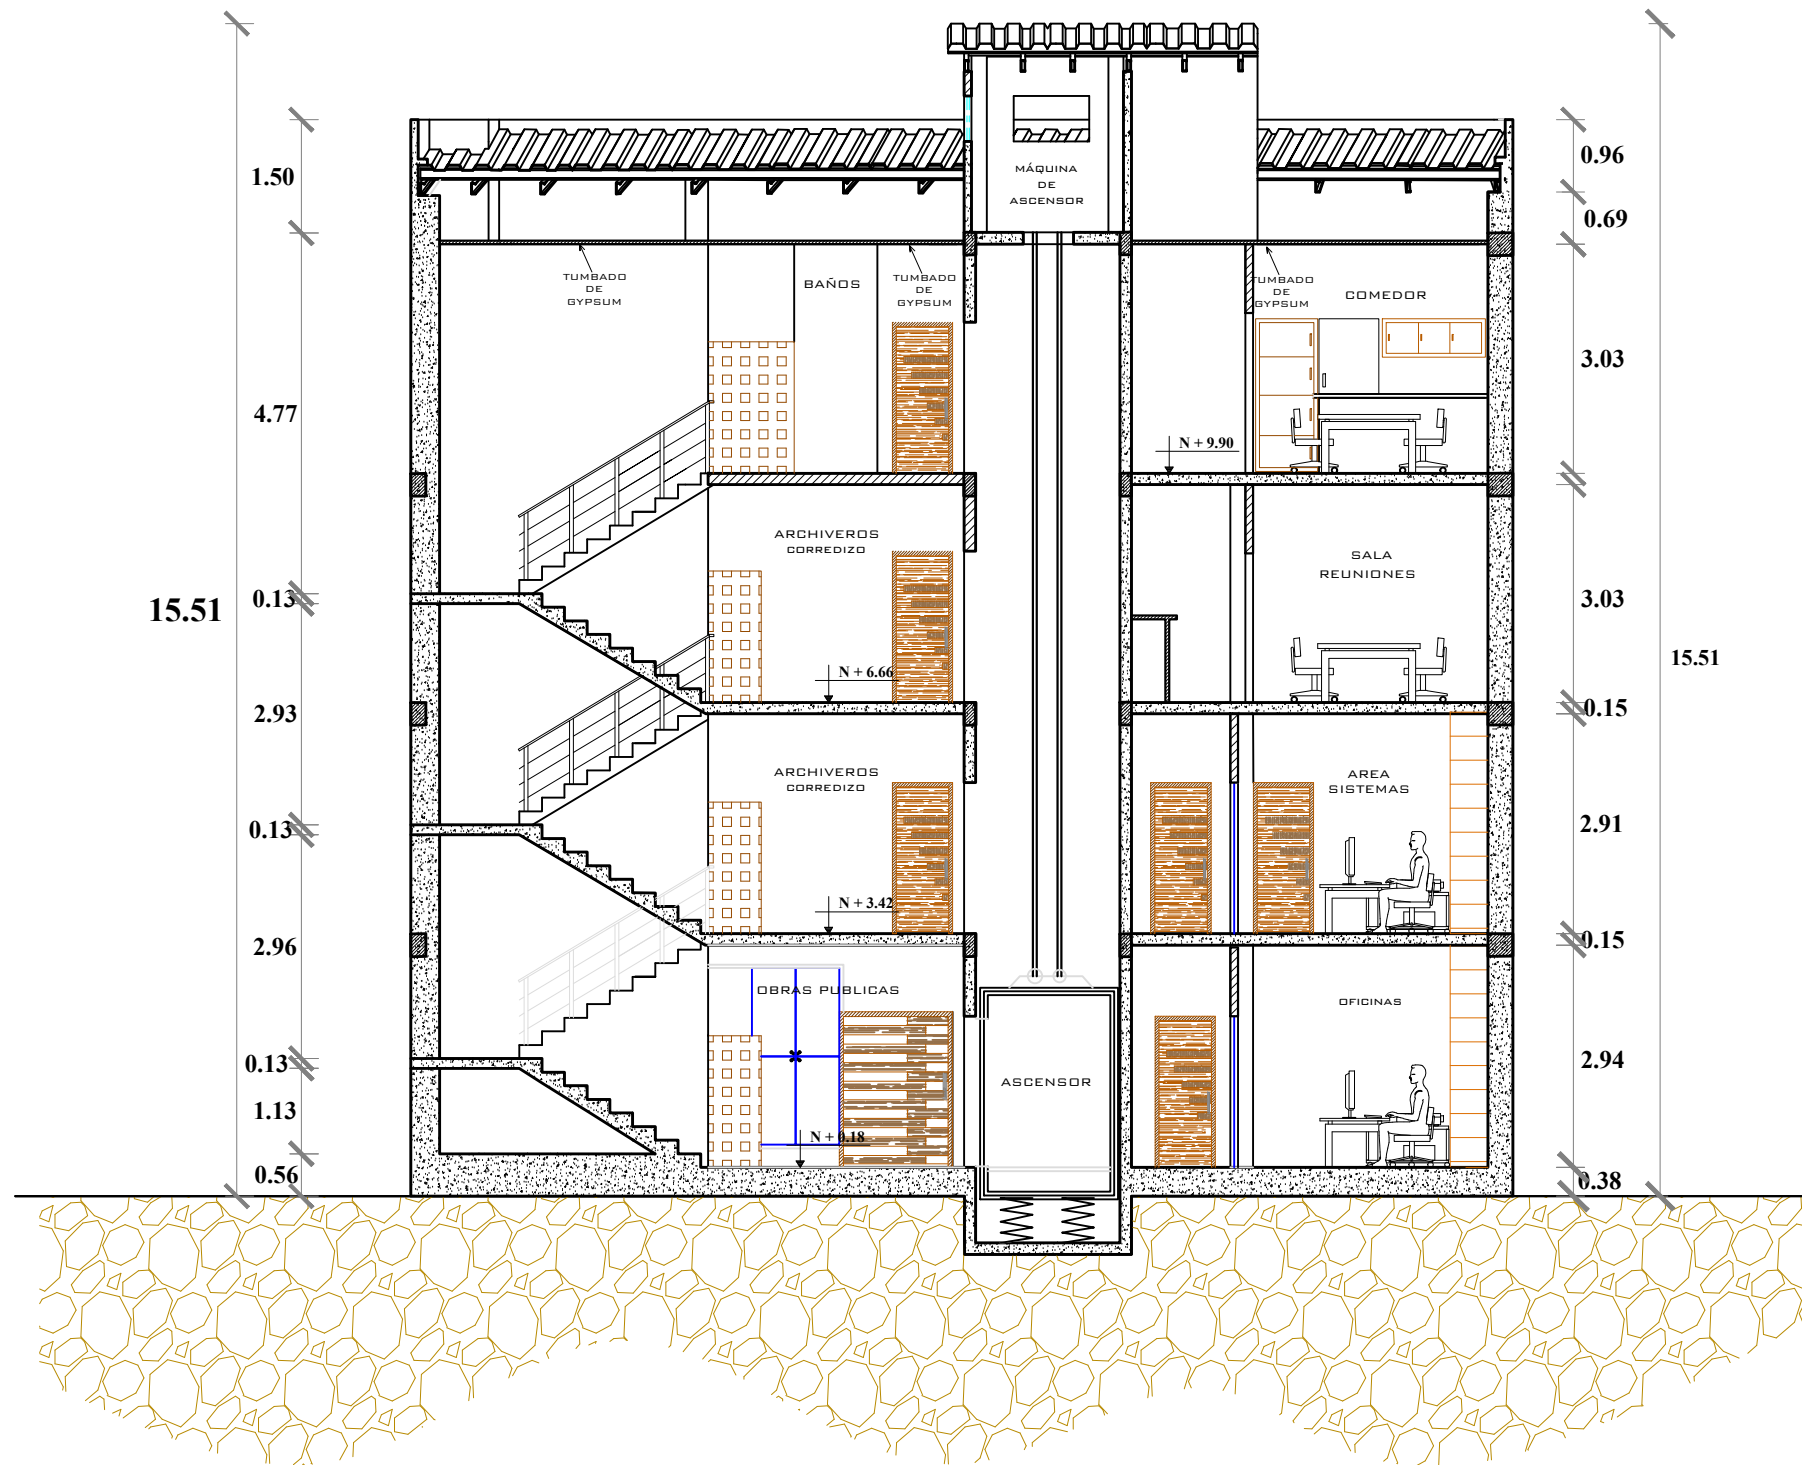 MÁQUINA
DE
ASCENSOR
1.50
0.96
0.69
TUMBADO
DE
GYPSUM
BAÑOS
TUMBADO
DE
GYPSUM
TUMBADO
DE
GYPSUM
COMEDOR
3.03
4.77
N + 9.90
ARCHIVEROS
CORREDIZO
SALA
REUNIONES
15.51
0.13
3.03
N + 6.66
15.51
2.93
0.15
ARCHIVEROS
CORREDIZO
AREA
SISTEMAS
0.13
2.91
N + 3.42
2.96
0.15
OBRAS PUBLICAS
OFICINAS
0.13
2.94
ASCENSOR
1.13
N + 0.18
0.56
0.38